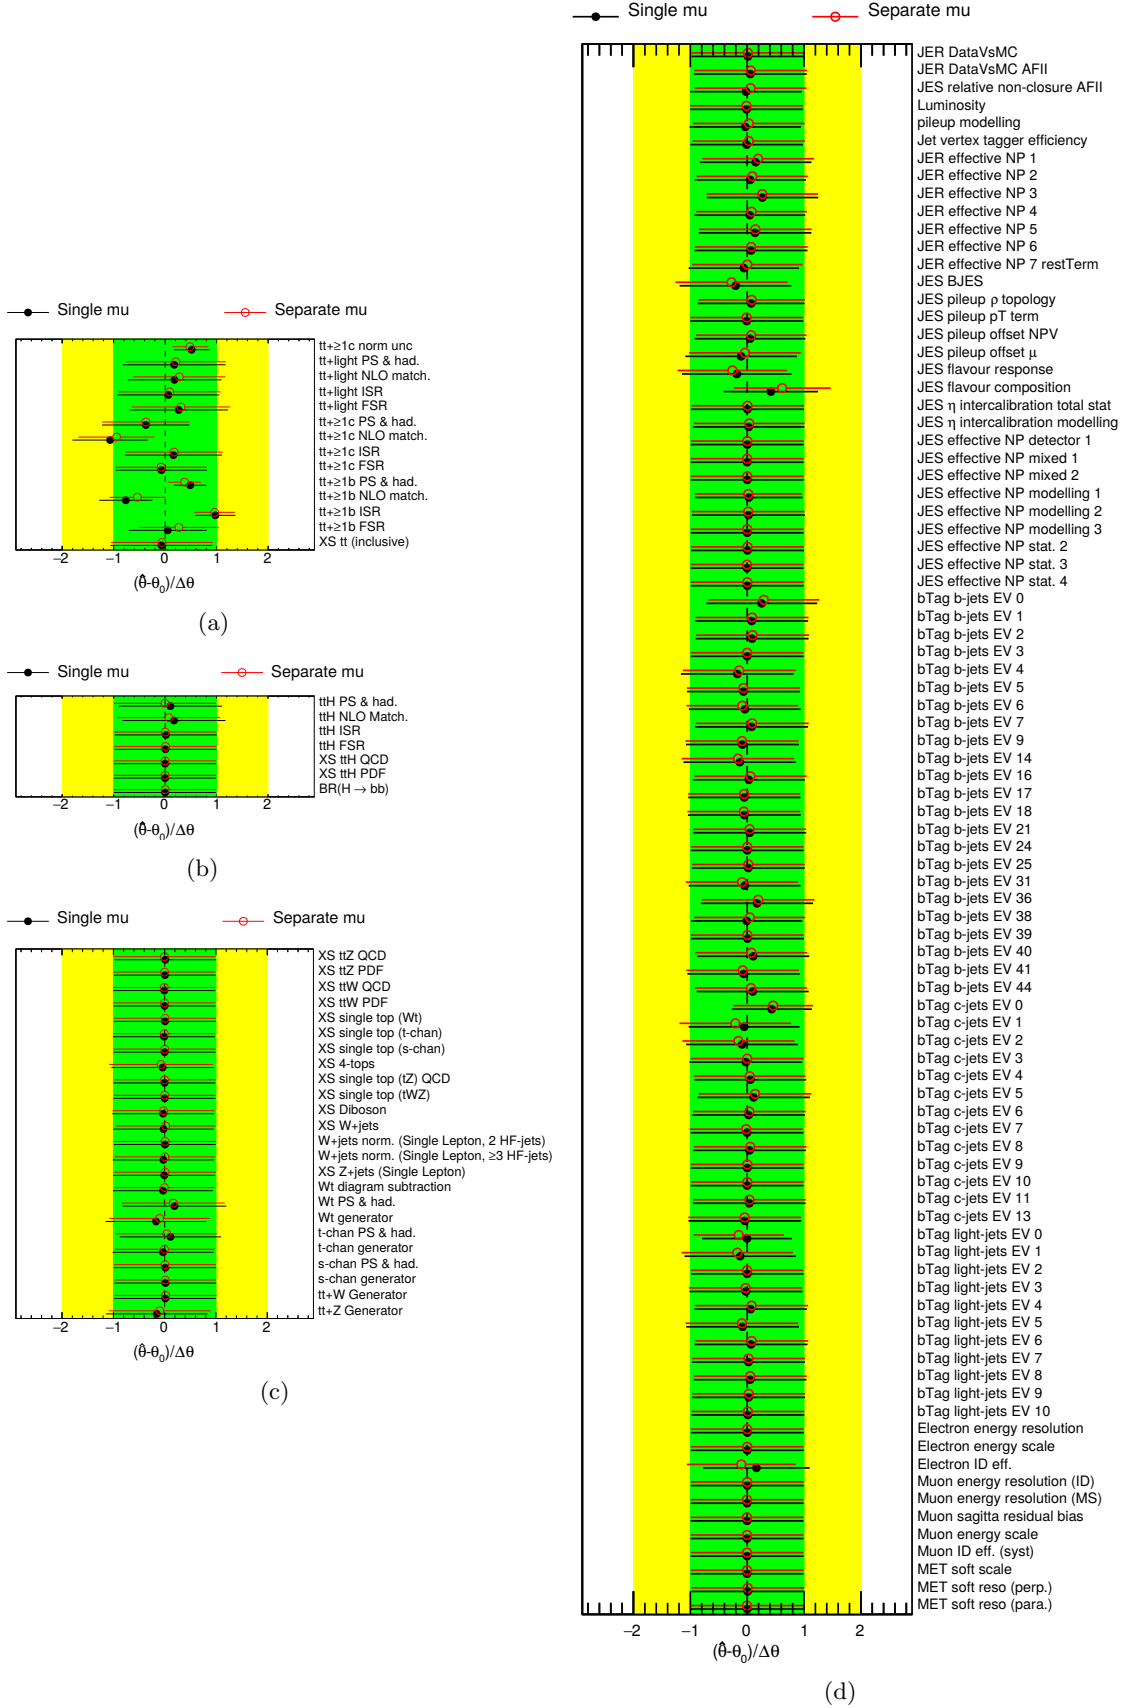 Single mu Separate mu
tt+≥1c norm unc
tt+light PS & had.
tt+light NLO match.
tt+light ISR
tt+light FSR
tt+≥1c PS & had.
tt+≥1c NLO match.
tt+≥1c ISR
tt+≥1c FSR
tt+≥1b PS & had.
tt+≥1b NLO match.
tt+≥1b ISR
tt+≥1b FSR
XS tt (inclusive)
−2 −1 0 1 2
(θ̂-θ₀)/Δθ
(a)
Single mu Separate mu
ttH PS & had.
ttH NLO Match.
ttH ISR
ttH FSR
XS ttH QCD
XS ttH PDF
BR(H → bb)
−2 −1 0 1 2
(θ̂-θ₀)/Δθ
(b)
Single mu Separate mu
XS ttZ QCD
XS ttZ PDF
XS ttW QCD
XS ttW PDF
XS single top (Wt)
XS single top (t-chan)
XS single top (s-chan)
XS 4-tops
XS single top (tZ) QCD
XS single top (tWZ)
XS Diboson
XS W+jets
W+jets norm. (Single Lepton, 2 HF-jets)
W+jets norm. (Single Lepton, ≥3 HF-jets)
XS Z+jets (Single Lepton)
Wt diagram subtraction
Wt PS & had.
Wt generator
t-chan PS & had.
t-chan generator
s-chan PS & had.
s-chan generator
tt+W Generator
tt+Z Generator
−2 −1 0 1 2
(θ̂-θ₀)/Δθ
(c)
Single mu Separate mu
JER DataVsMC
JER DataVsMC AFII
JES relative non-closure AFII
Luminosity
pileup modelling
Jet vertex tagger efficiency
JER effective NP 1
JER effective NP 2
JER effective NP 3
JER effective NP 4
JER effective NP 5
JER effective NP 6
JER effective NP 7 restTerm
JES BJES
JES pileup ρ topology
JES pileup pT term
JES pileup offset NPV
JES pileup offset μ
JES flavour response
JES flavour composition
JES η intercalibration total stat
JES η intercalibration modelling
JES effective NP detector 1
JES effective NP mixed 1
JES effective NP mixed 2
JES effective NP modelling 1
JES effective NP modelling 2
JES effective NP modelling 3
JES effective NP stat. 2
JES effective NP stat. 3
JES effective NP stat. 4
bTag b-jets EV 0
bTag b-jets EV 1
bTag b-jets EV 2
bTag b-jets EV 3
bTag b-jets EV 4
bTag b-jets EV 5
bTag b-jets EV 6
bTag b-jets EV 7
bTag b-jets EV 9
bTag b-jets EV 14
bTag b-jets EV 16
bTag b-jets EV 17
bTag b-jets EV 18
bTag b-jets EV 21
bTag b-jets EV 24
bTag b-jets EV 25
bTag b-jets EV 31
bTag b-jets EV 36
bTag b-jets EV 38
bTag b-jets EV 39
bTag b-jets EV 40
bTag b-jets EV 41
bTag b-jets EV 44
bTag c-jets EV 0
bTag c-jets EV 1
bTag c-jets EV 2
bTag c-jets EV 3
bTag c-jets EV 4
bTag c-jets EV 5
bTag c-jets EV 6
bTag c-jets EV 7
bTag c-jets EV 8
bTag c-jets EV 9
bTag c-jets EV 10
bTag c-jets EV 11
bTag c-jets EV 13
bTag light-jets EV 0
bTag light-jets EV 1
bTag light-jets EV 2
bTag light-jets EV 3
bTag light-jets EV 4
bTag light-jets EV 5
bTag light-jets EV 6
bTag light-jets EV 7
bTag light-jets EV 8
bTag light-jets EV 9
bTag light-jets EV 10
Electron energy resolution
Electron energy scale
Electron ID eff.
Muon energy resolution (ID)
Muon energy resolution (MS)
Muon sagitta residual bias
Muon energy scale
Muon ID eff. (syst)
MET soft scale
MET soft reso (perp.)
MET soft reso (para.)
−2 −1 0 1 2
(θ̂-θ₀)/Δθ
(d)